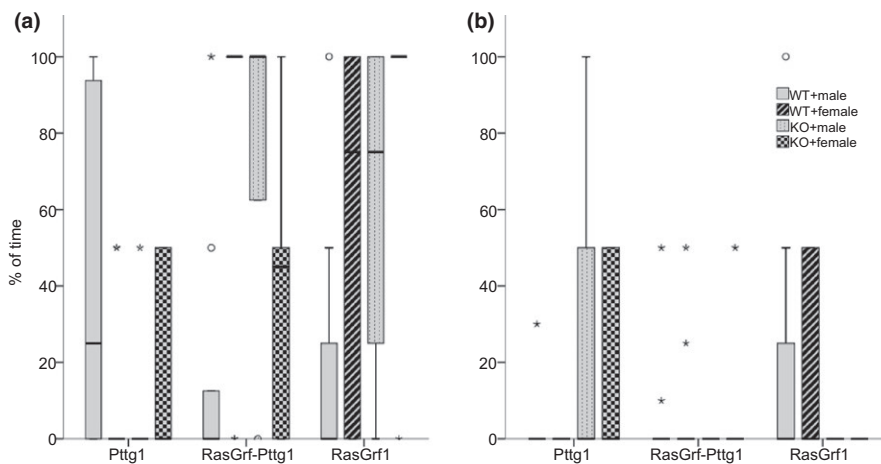 (a)
% of time
100
80
60
40
20
0
Pttg1
RasGrf-Pttg1
RasGrf1
(b)
100
80
60
40
20
0
WT+male
WT+female
KO+male
KO+female
Pttg1
RasGrf-Pttg1
RasGrf1